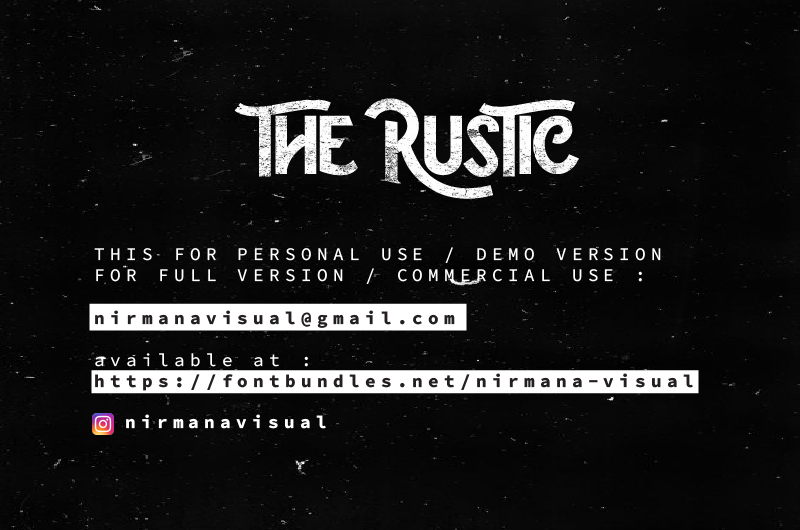 THE RUSTIC
THIS FOR PERSONAL USE / DEMO VERSION
FOR FULL VERSION / COMMERCIAL USE :
nirmanavisual@gmail.com
available at :
https://fontbundles.net/nirmana-visual
nirmanavisual